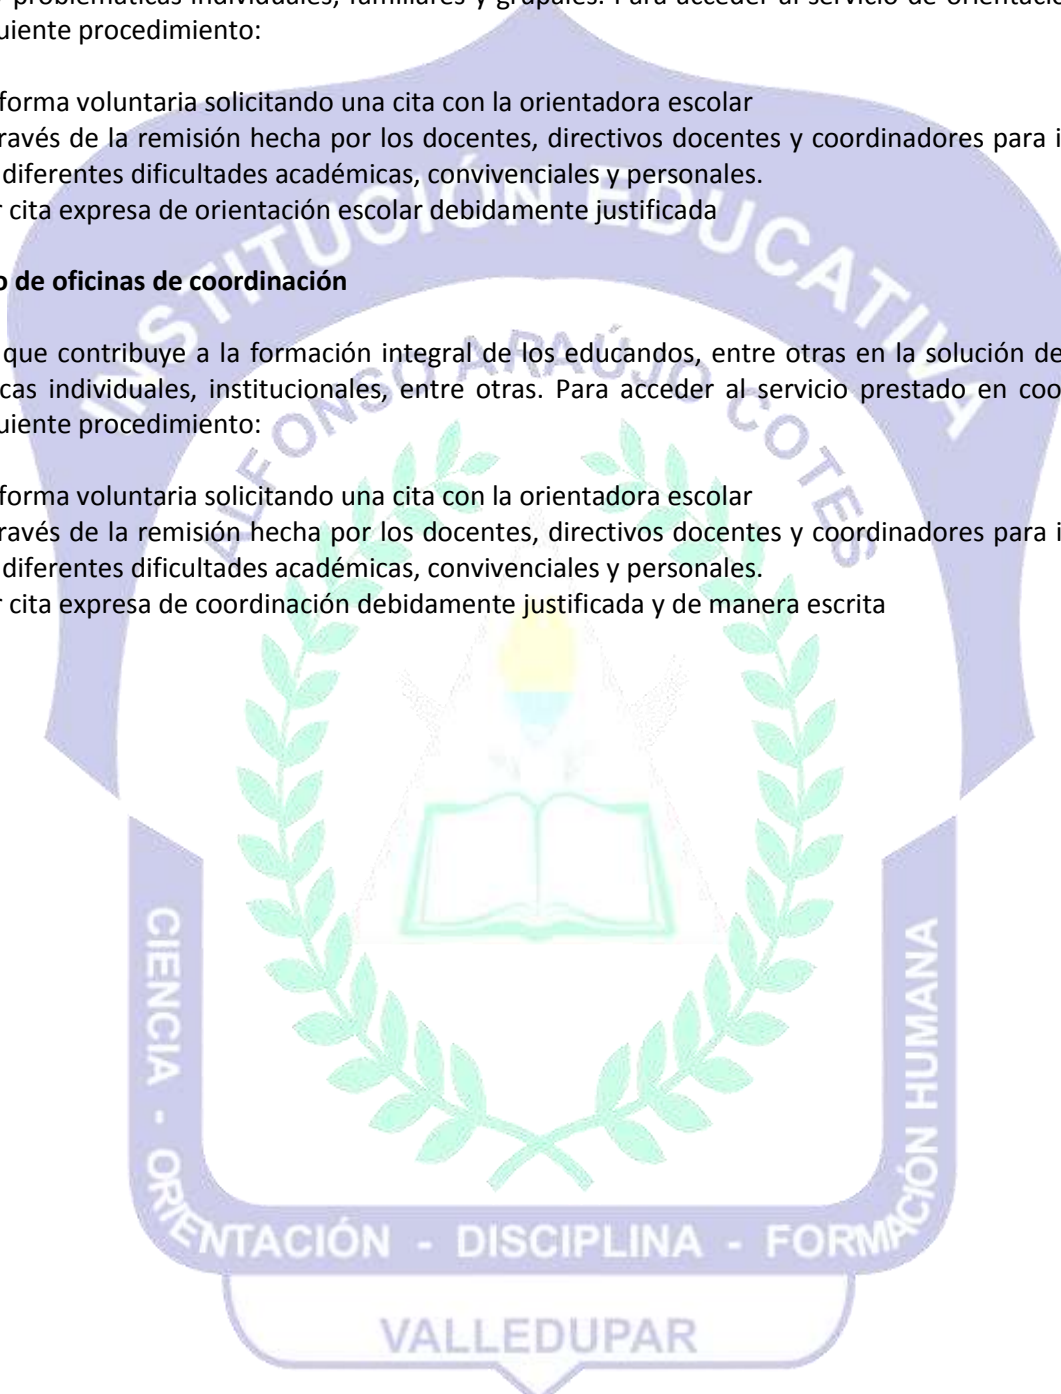 problemáticas individuales, familiares y grupales. Para acceder al servicio de orientació
uiente procedimiento:
forma voluntaria solicitando una cita con la orientadora escolar
ravés de la remisión hecha por los docentes, directivos docentes y coordinadores para i
diferentes dificultades académicas, convivenciales y personales.
r cita expresa de orientación escolar debidamente justificada
o de oficinas de coordinación
que contribuye a la formación integral de los educandos, entre otras en la solución de
cas individuales, institucionales, entre otras. Para acceder al servicio prestado en coo
uiente procedimiento:
forma voluntaria solicitando una cita con la orientadora escolar
ravés de la remisión hecha por los docentes, directivos docentes y coordinadores para i
diferentes dificultades académicas, convivenciales y personales.
r cita expresa de coordinación debidamente justificada y de manera escrita
INSTITUCIÓN EDUCATIVA
ALFONSO ARAÚJO COTES
CIENCIA - ORIENTACIÓN - DISCIPLINA - FORMACIÓN HUMANA
VALLEDUPAR